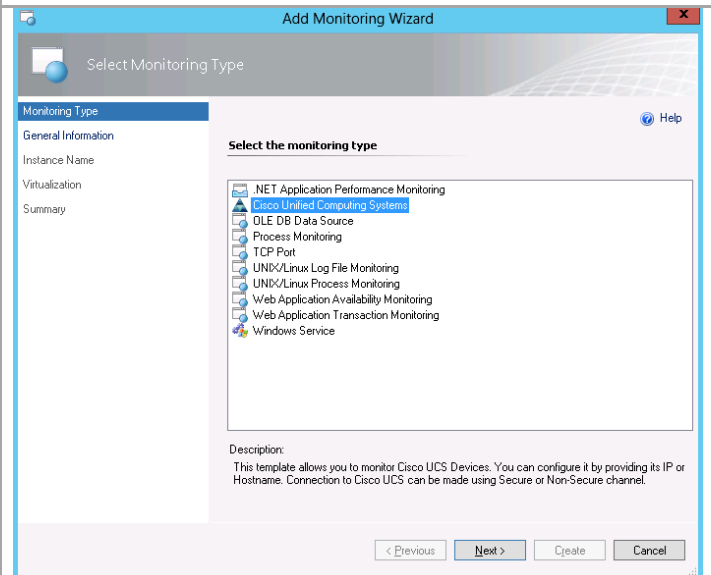 Add Monitoring Wizard
x
Select Monitoring Type
Monitoring Type
General Information
Instance Name
Virtualization
Summary
Help
Select the monitoring type
.NET Application Performance Monitoring
Cisco Unified Computing Systems
OLE DB Data Source
Process Monitoring
TCP Port
UNIX/Linux Log File Monitoring
UNIX/Linux Process Monitoring
Web Application Availability Monitoring
Web Application Transaction Monitoring
Windows Service
Description:
This template allows you to monitor Cisco UCS Devices. You can configure it by providing its IP or
Hostname. Connection to Cisco UCS can be made using Secure or Non-Secure channel.
< Previous Next > Create Cancel